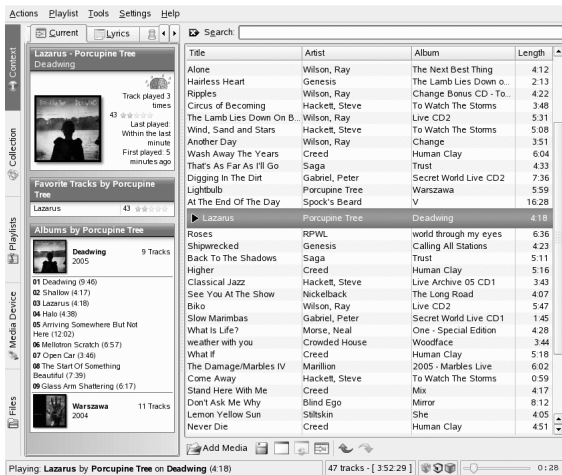 Actions Playlist Tools Settings Help
Context
Collection
Playlists
Media Device
Files
Current Lyrics
Lazarus - Porcupine Tree
Deadwing
Track played 3
times
43
Last played:
Within the last
minute
First played: 5
minutes ago
Favorite Tracks by Porcupine
Tree
Lazarus 43
Albums by Porcupine Tree
Deadwing 9 Tracks
2005
01 Deadwing (9:46)
02 Shallow (4:17)
03 Lazarus (4:18)
04 Halo (4:38)
05 Arriving Somewhere But Not
Here (12:02)
06 Mellotron Scratch (6:57)
07 Open Car (3:46)
08 The Start Of Something
Beautiful (7:39)
09 Glass Arm Shattering (6:17)
Warszawa 11 Tracks
2004
Search:
Title Artist Album Length
Alone Wilson, Ray The Next Best Thing 4:12
Hairless Heart Genesis The Lamb Lies Down o... 2:13
Ripples Wilson, Ray Change Bonus CD - To... 4:22
Circus of Becoming Hackett, Steve To Watch The Storms 3:48
The Lamb Lies Down On B... Wilson, Ray Live CD2 5:31
Wind, Sand and Stars Hackett, Steve To Watch The Storms 5:08
Another Day Wilson, Ray Change 3:51
Wash Away The Years Creed Human Clay 6:04
That's As Far As I'll Go Saga Trust 4:33
Digging In The Dirt Gabriel, Peter Secret World Live CD2 7:36
Lightbulb Porcupine Tree Warszawa 5:59
At The End Of The Day Spock's Beard V 16:28
Lazarus Porcupine Tree Deadwing 4:18
Roses RPWL world through my eyes 6:36
Shipwrecked Genesis Calling All Stations 4:23
Back To The Shadows Saga Trust 5:11
Higher Creed Human Clay 5:16
Classical Jazz Hackett, Steve Live Archive 05 CD1 3:43
See You At The Show Nickelback The Long Road 4:07
Biko Wilson, Ray Live CD2 5:47
Slow Marimbas Gabriel, Peter Secret World Live CD1 1:45
What Is Life? Morse, Neal One - Special Edition 4:28
weather with you Crowded House Woodface 3:44
What If Creed Human Clay 5:18
The Damage/Marbles IV Marillion 2005 - Marbles Live 6:02
Come Away Hackett, Steve To Watch The Storms 0:59
Stand Here With Me Creed Mix 4:17
Don't Ask Me Why Blind Ego Mirror 8:12
Lemon Yellow Sun Stiltskin She 4:05
Never Die Creed Human Clay 4:51
Add Media
Playing: Lazarus by Porcupine Tree on Deadwing (4:18) 47 tracks - [ 3:52:29 ] 0:28